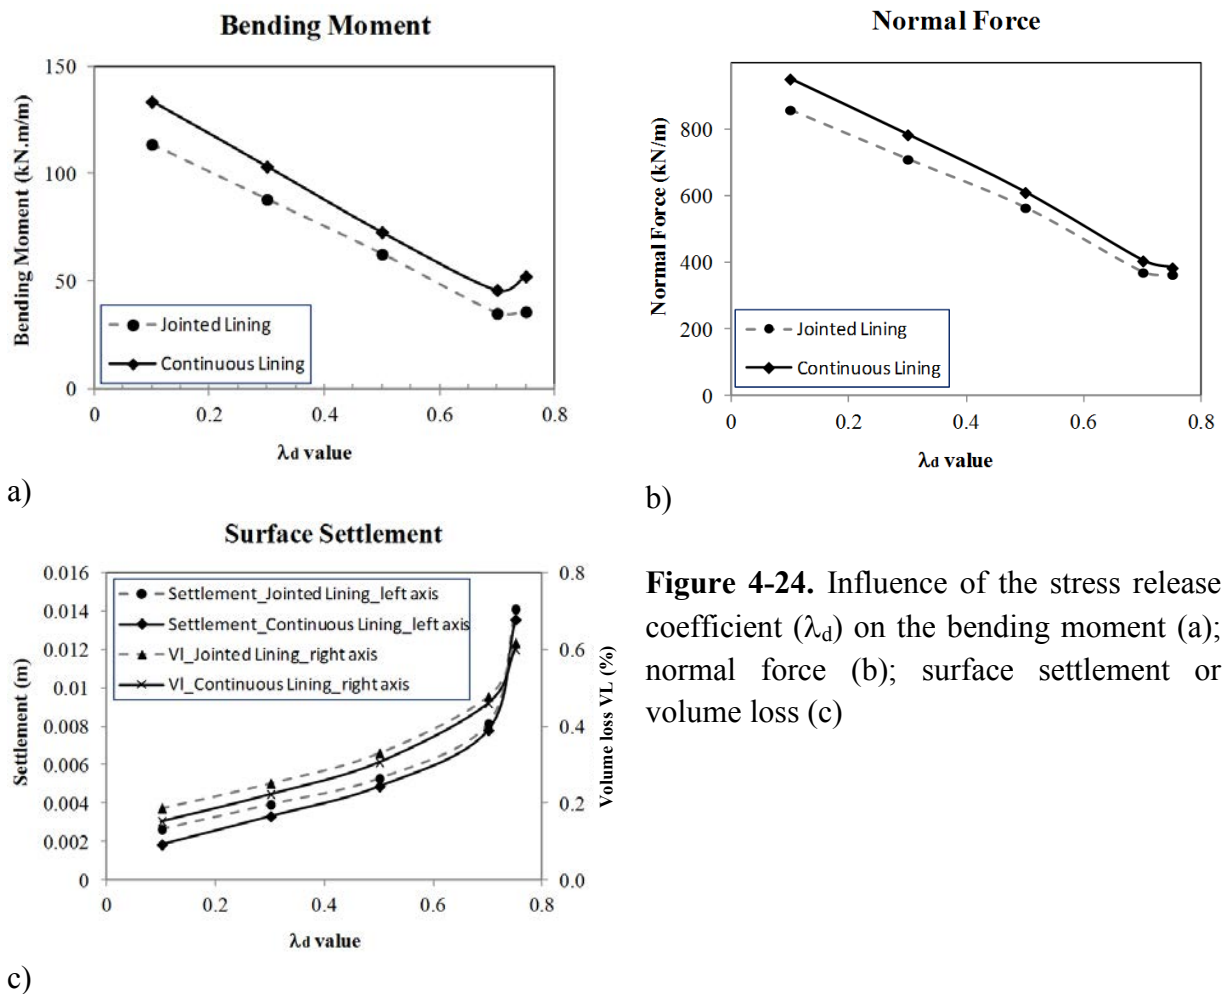 Bending Moment
150
100
50
0
0 0.2 0.4 0.6 0.8
Bending Moment (kN.m/m)
Jointed Lining
Continuous Lining
λd value
a)
Normal Force
800
600
400
200
0
0 0.2 0.4 0.6 0.8
Normal Force (kN/m)
Jointed Lining
Continuous Lining
λd value
b)
Surface Settlement
0.016
0.014
0.012
0.01
0.008
0.006
0.004
0.002
0
0.8
0.6
0.4
0.2
0.0
0 0.2 0.4 0.6 0.8
Settlement (m)
Volume loss VL (%)
Settlement_Jointed Lining_left axis
Settlement_Continuous Lining_left axis
Vl_Jointed Lining_right axis
Vl_Continuous Lining_right axis
λd value
c)
Figure 4-24. Influence of the stress release
coefficient (λd) on the bending moment (a);
normal force (b); surface settlement or
volume loss (c)